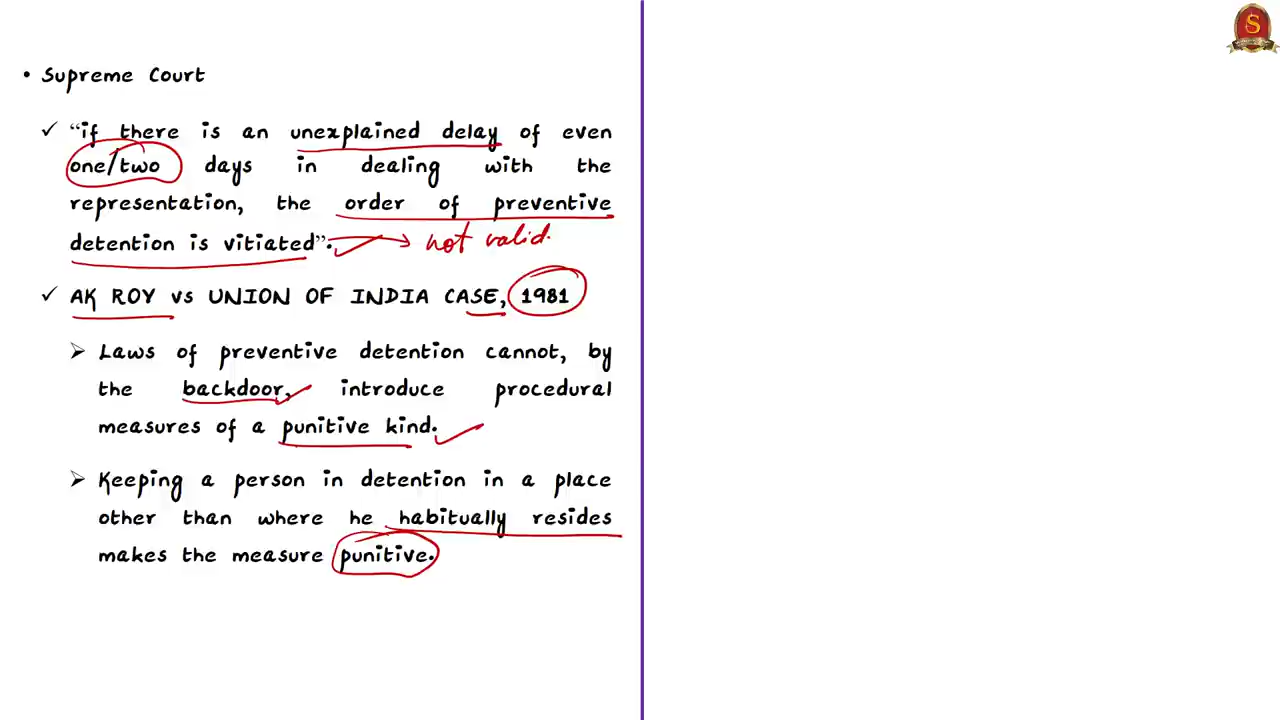 • Supreme Court
✓ “if there is an unexplained delay of even
one/two days in dealing with the
representation, the order of preventive
detention is vitiated”. → not valid.
✓ AK ROY vs UNION OF INDIA CASE, 1981
➢ Laws of preventive detention cannot, by
the backdoor, introduce procedural
measures of a punitive kind.
➢ Keeping a person in detention in a place
other than where he habitually resides
makes the measure punitive.
S